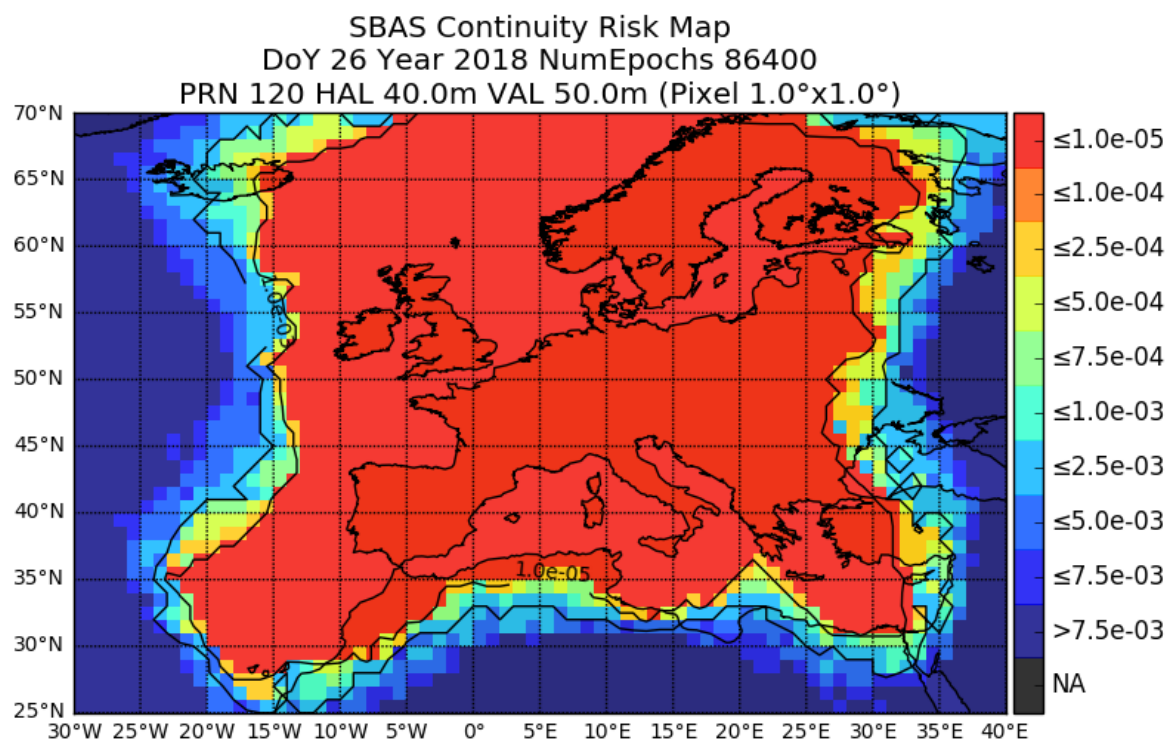 SBAS Continuity Risk Map
DoY 26 Year 2018 NumEpochs 86400
PRN 120 HAL 40.0m VAL 50.0m (Pixel 1.0°x1.0°)
70°N
65°N
60°N
55°N
50°N
45°N
40°N
35°N
30°N
25°N
1.0e-03
1.0e-05
30°W 25°W 20°W 15°W 10°W 5°W 0° 5°E 10°E 15°E 20°E 25°E 30°E 35°E 40°E
≤1.0e-05
≤1.0e-04
≤2.5e-04
≤5.0e-04
≤7.5e-04
≤1.0e-03
≤2.5e-03
≤5.0e-03
≤7.5e-03
>7.5e-03
NA